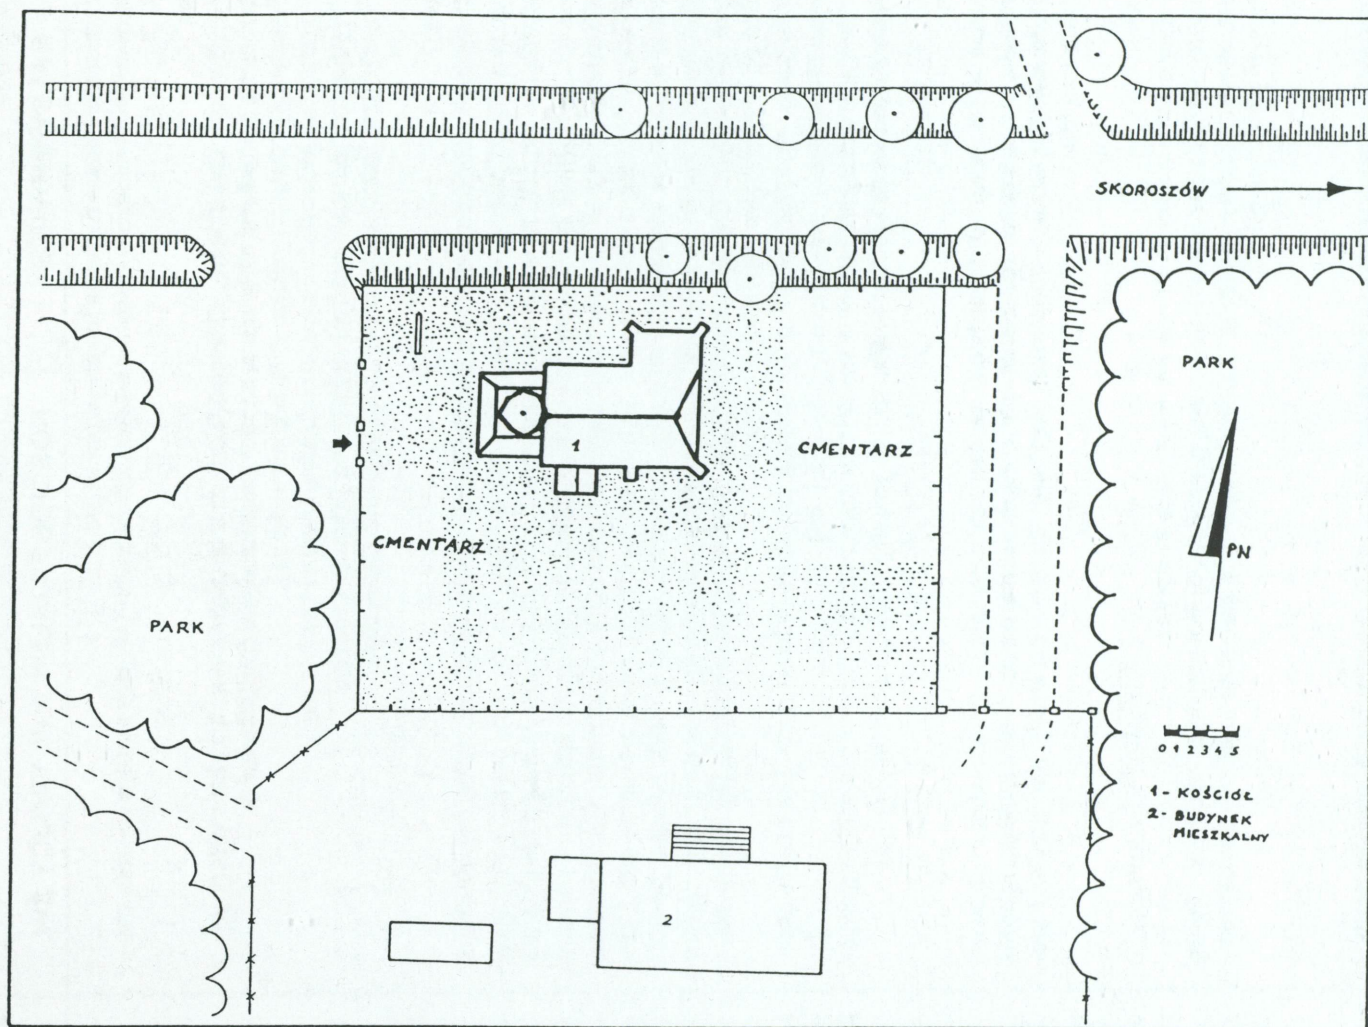 SKOROSZÓW
PARK
1
CMENTARZ
CMENTARZ
PN
PARK
0 1 2 3 4 5
1 - KOŚCIÓŁ
2 - BUDYNEK
MIESZKALNY
2